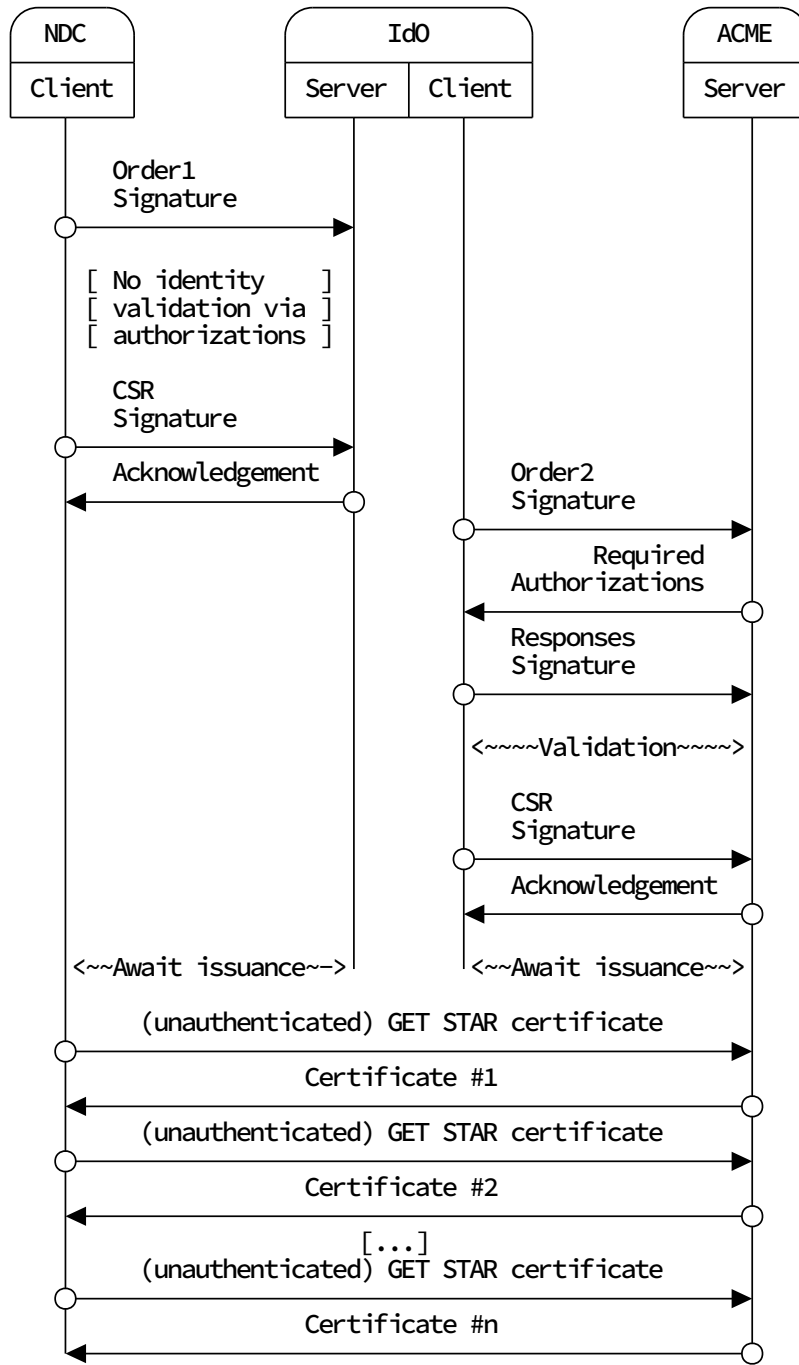 NDC IdO ACME
Client Server Client Server
Order1
Signature
[ No identity ]
[ validation via ]
[ authorizations ]
CSR
Signature
Acknowledgement
Order2
Signature
Required
Authorizations
Responses
Signature
<~~~~Validation~~~~>
CSR
Signature
Acknowledgement
<~~Await issuance~-> <~~Await issuance~~>
(unauthenticated) GET STAR certificate
Certificate #1
(unauthenticated) GET STAR certificate
Certificate #2
[...]
(unauthenticated) GET STAR certificate
Certificate #n